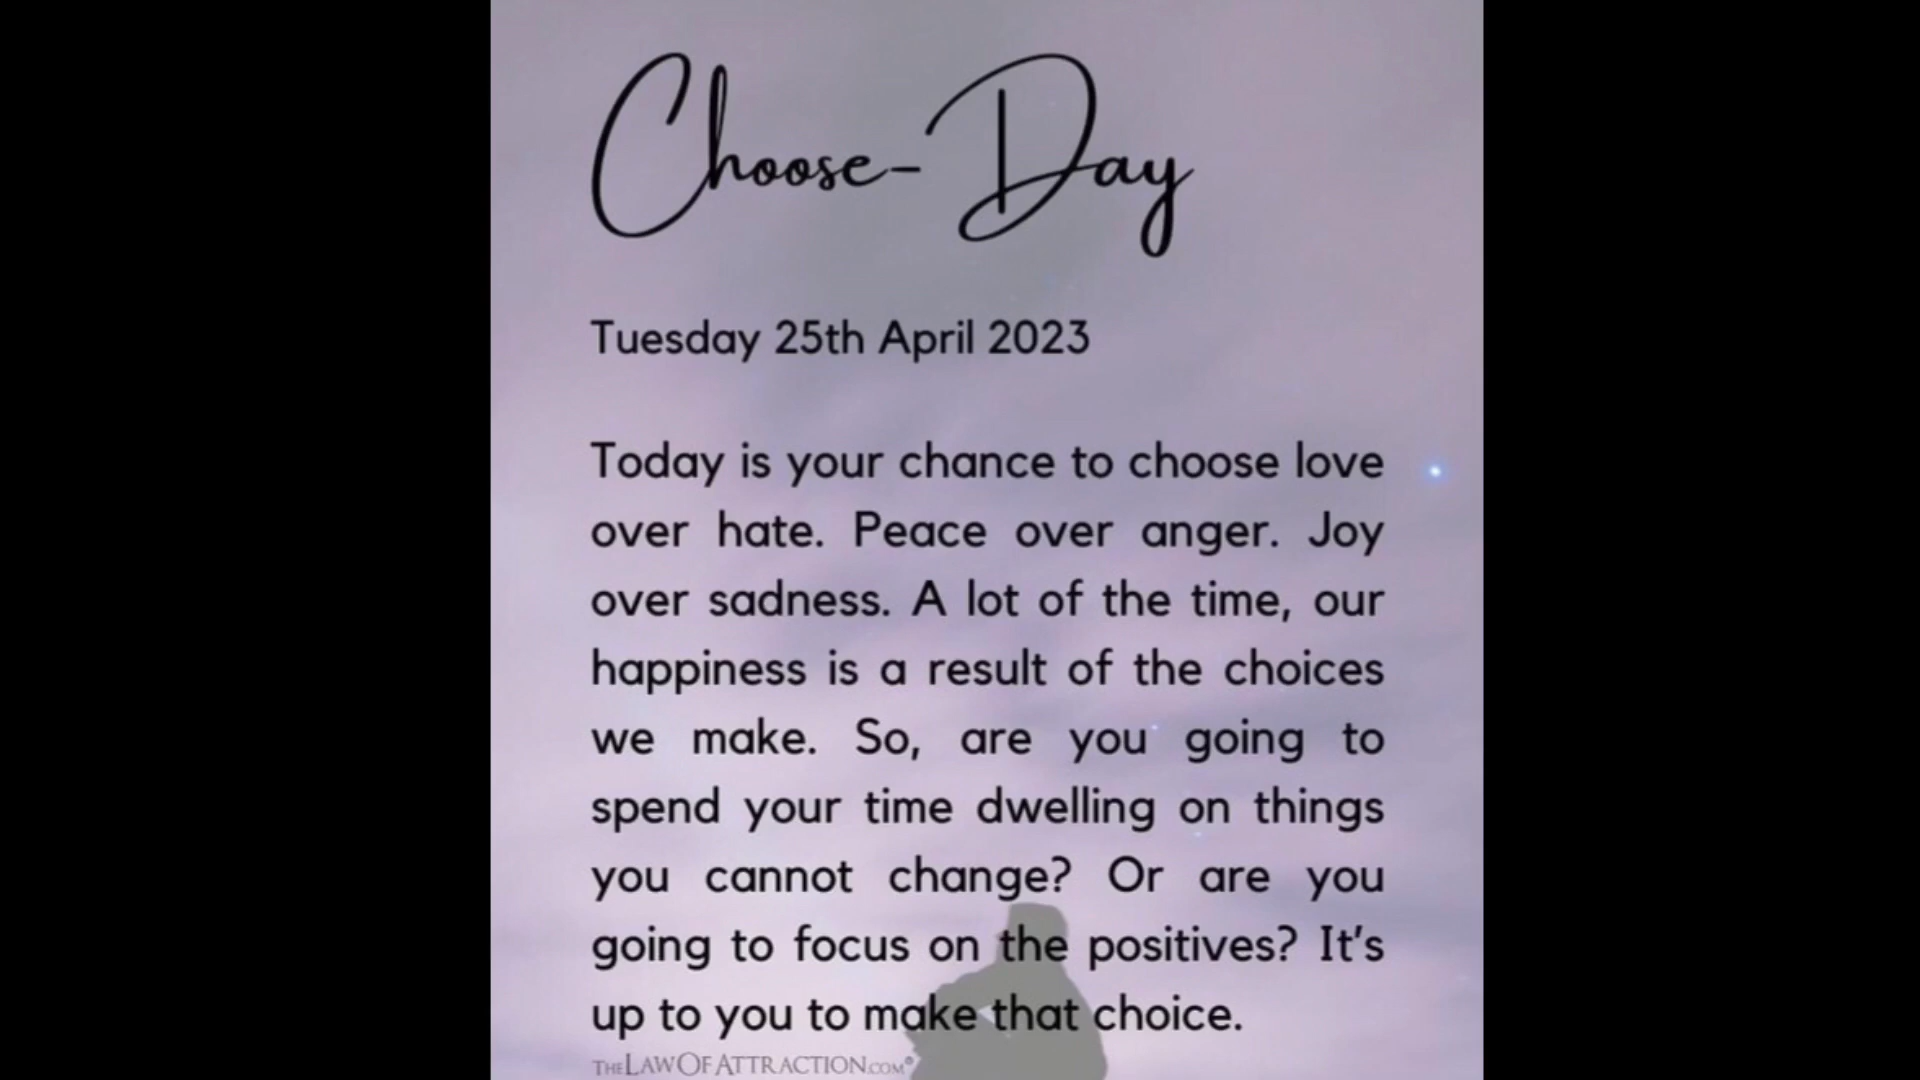 Choose-Day
Tuesday 25th April 2023
Today is your chance to choose love
over hate. Peace over anger. Joy
over sadness. A lot of the time, our
happiness is a result of the choices
we make. So, are you going to
spend your time dwelling on things
you cannot change? Or are you
going to focus on the positives? It’s
up to you to make that choice.
THELAWOFATTRACTION.COM®